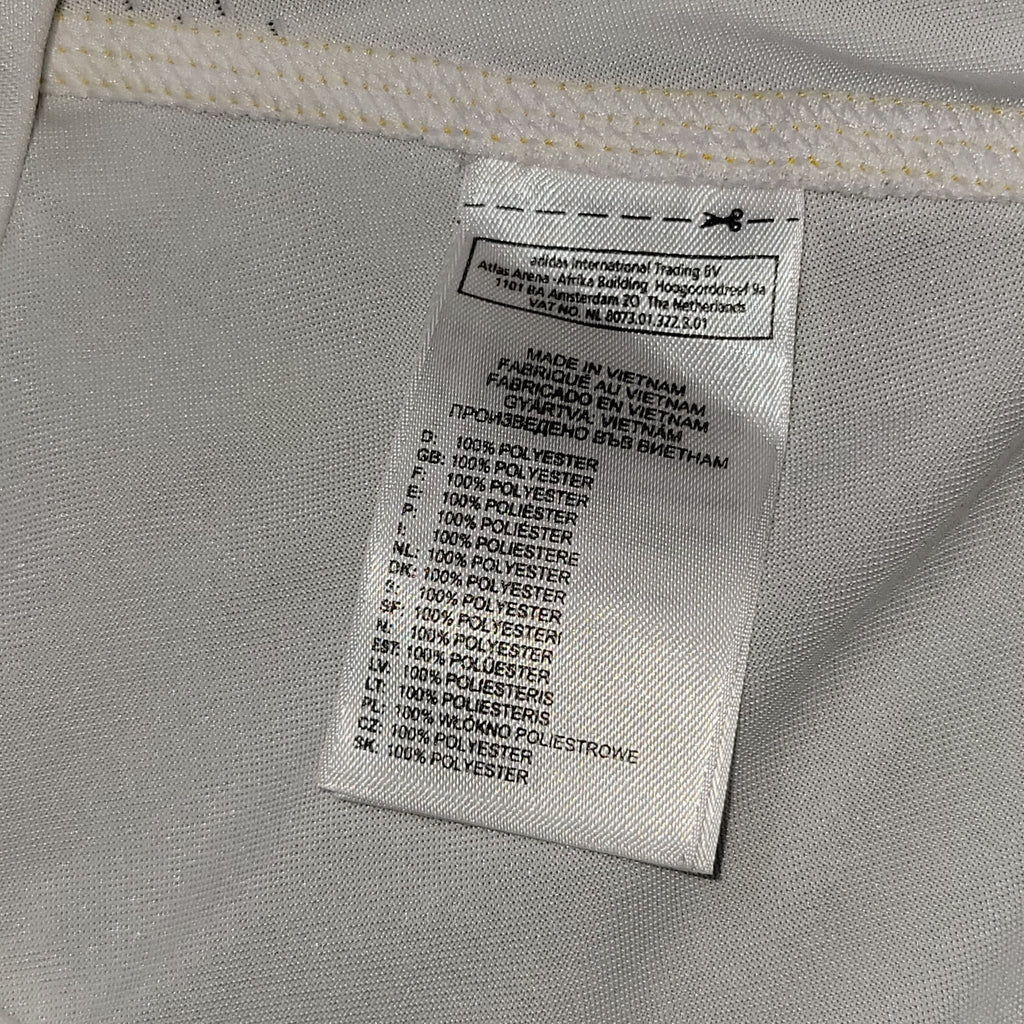 adidas International Trading BV
Atlas Arena - Afrika Building Hoogoorddreef 9a
1101 BA Amsterdam ZO The Netherlands
VAT NO. NL 8073.01.322.B.01
MADE IN VIETNAM
FABRIQUÉ AU VIETNAM
FABRICADO EN VIETNAM
GYÁRTVA, VIETNÁM
ПРОИЗВЕДЕНО ВЪВ ВИЕТНАМ
D: 100% POLYESTER
GB: 100% POLYESTER
F: 100% POLYESTER
E: 100% POLIÉSTER
P: 100% POLIÉSTER
I: 100% POLIESTERE
NL: 100% POLYESTER
DK: 100% POLYESTER
S: 100% POLYESTER
SF: 100% POLYESTERI
N: 100% POLYESTER
EST: 100% POLÜESTER
LV: 100% POLIESTERIS
LT: 100% POLIESTERIS
PL: 100% WŁÓKNO POLIESTROWE
CZ: 100% POLYESTER
SK: 100% POLYESTER